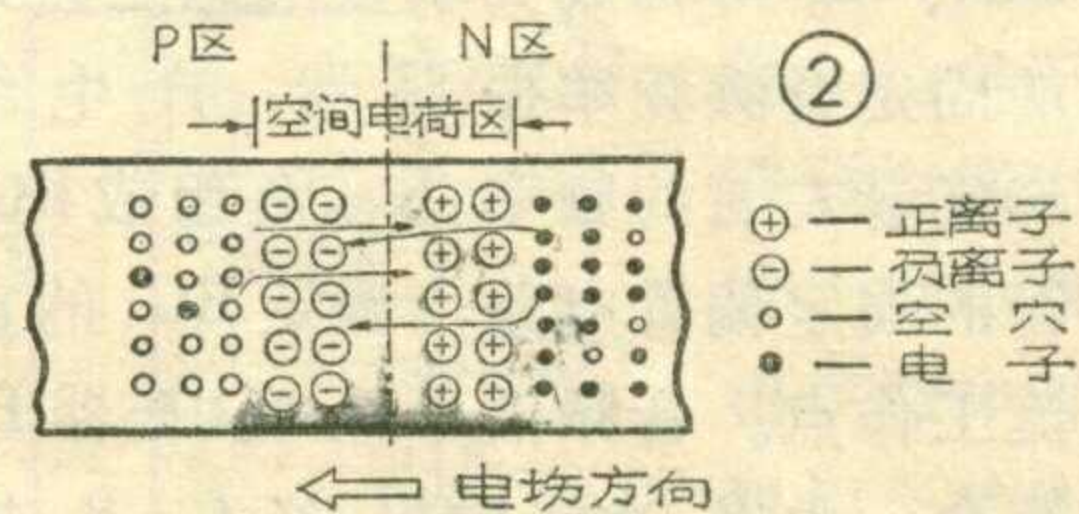 P区 N区
②
空间电荷区
⊕ — 正离子
⊖ — 负离子
○ — 空 穴
● — 电 子
电场方向